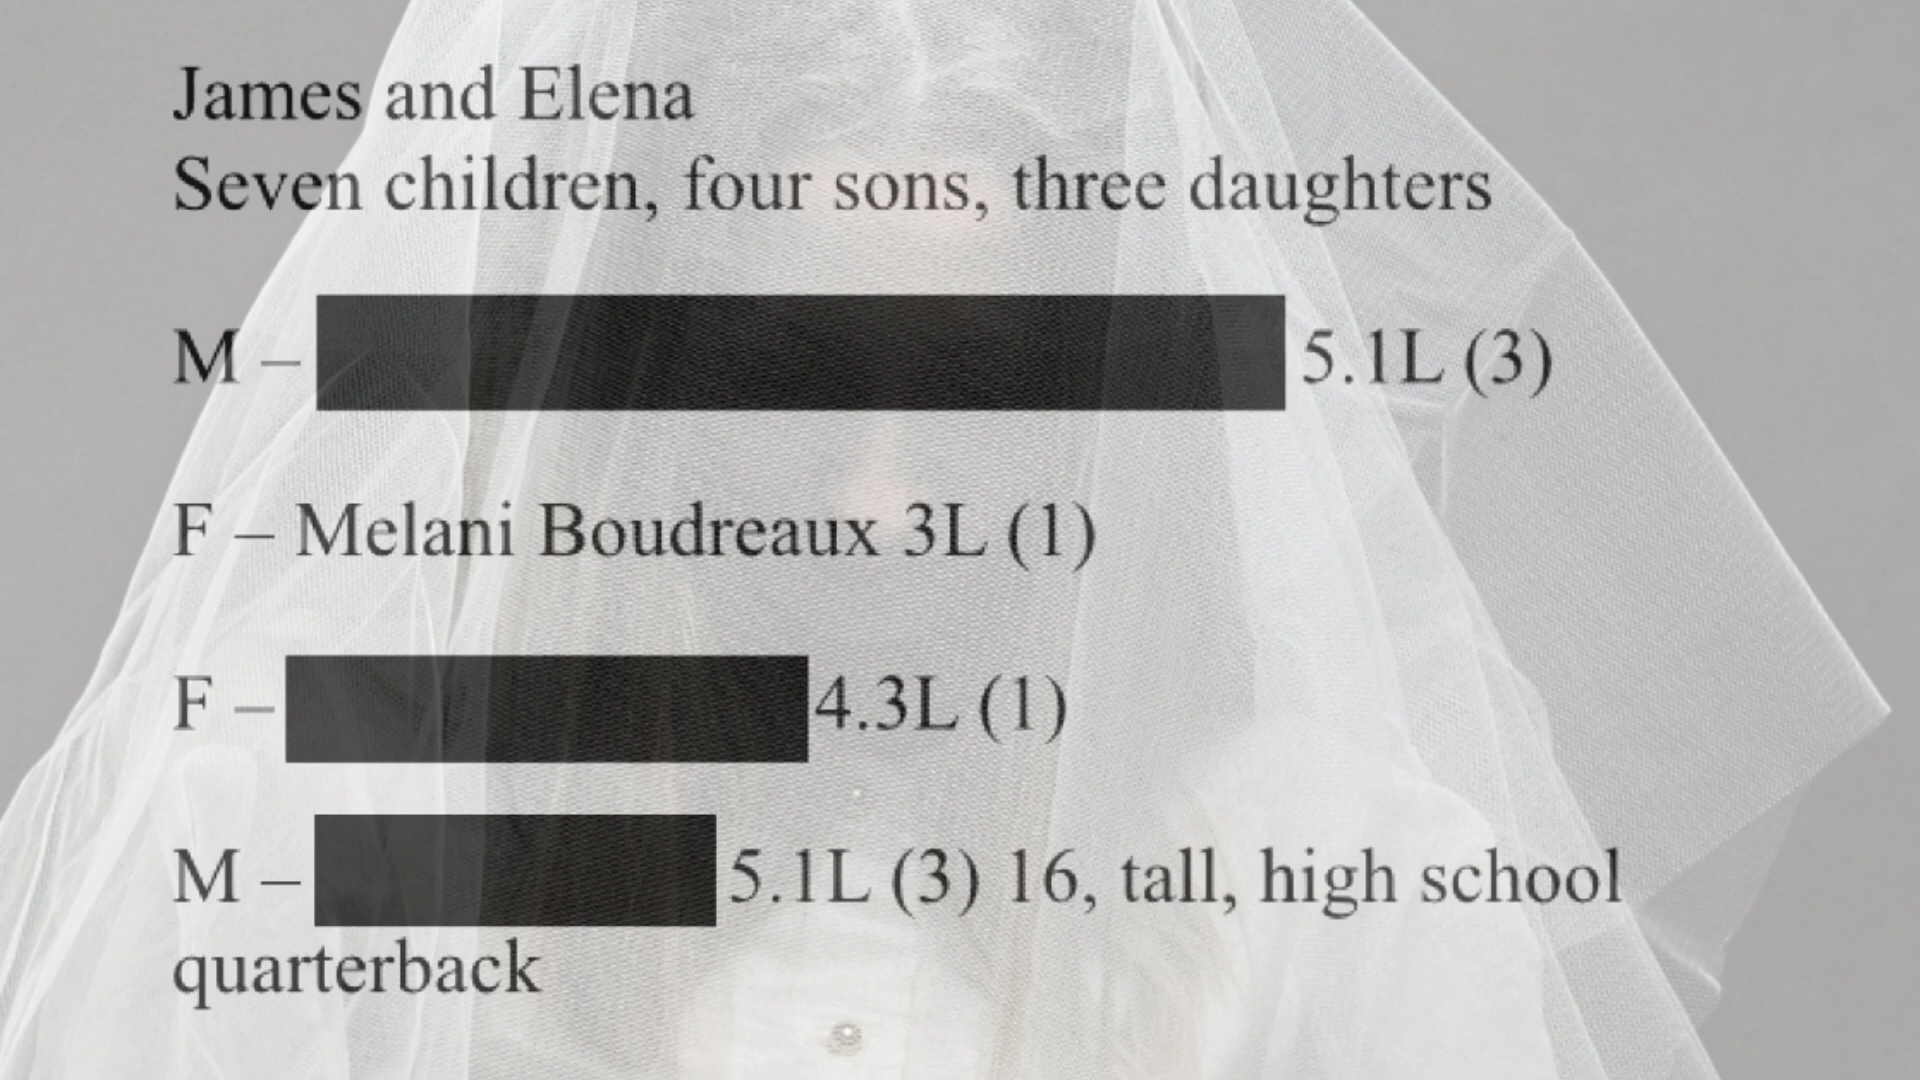 James and Elena
Seven children, four sons, three daughters
M – 5.1L (3)
F – Melani Boudreaux 3L (1)
F – 4.3L (1)
M – 5.1L (3) 16, tall, high school
quarterback